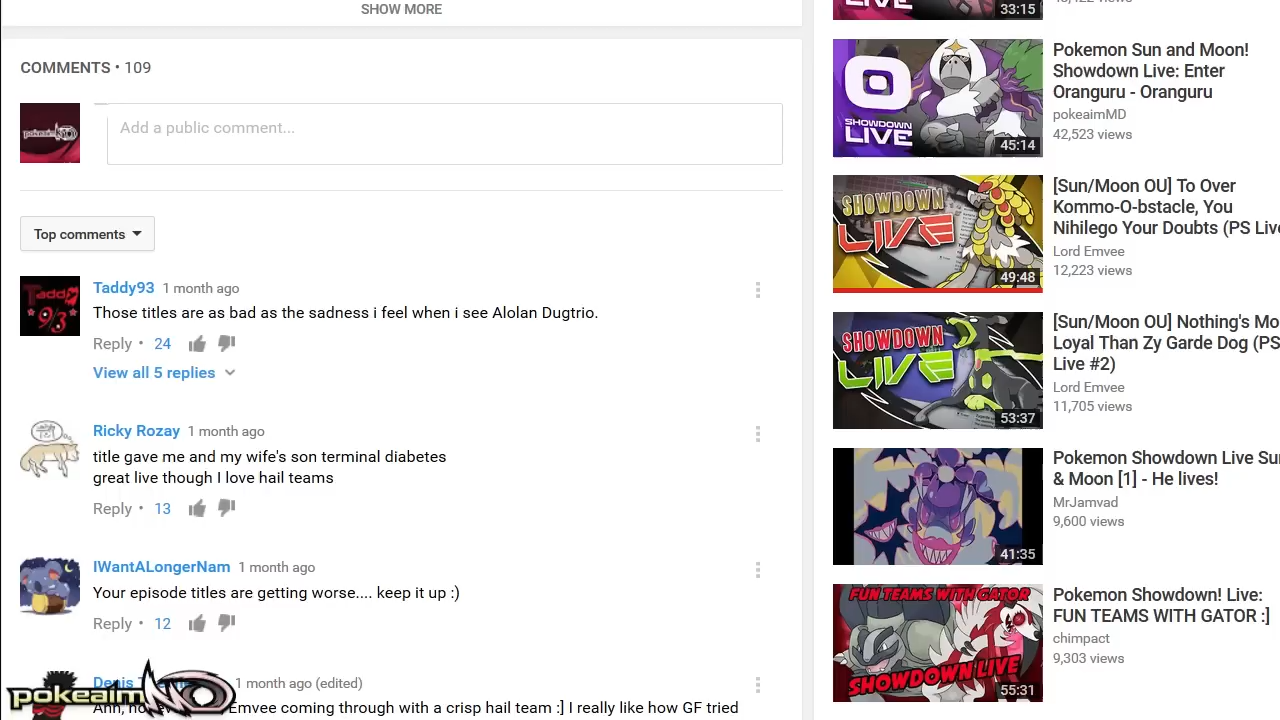 SHOW MORE
COMMENTS • 109
Add a public comment...
Top comments
Taddy93 1 month ago
Those titles are as bad as the sadness i feel when i see Alolan Dugtrio.
Reply • 24
View all 5 replies
Ricky Rozay 1 month ago
title gave me and my wife's son terminal diabetes
great live though I love hail teams
Reply • 13
IWantALongerNam 1 month ago
Your episode titles are getting worse.... keep it up :)
Reply • 12
Denis 1 month ago (edited)
Emvee coming through with a crisp hail team :] I really like how GF tried
pokeaimMD
33:15
SHOWDOWN
LIVE
45:14
Pokemon Sun and Moon!
Showdown Live: Enter
Oranguru - Oranguru
pokeaimMD
42,523 views
SHOWDOWN
LIVE
49:48
[Sun/Moon OU] To Over
Kommo-O-bstacle, You
Nihilego Your Doubts (PS Live
Lord Emvee
12,223 views
SHOWDOWN
LIVE
53:37
[Sun/Moon OU] Nothing's Mo
Loyal Than Zy Garde Dog (PS
Live #2)
Lord Emvee
11,705 views
41:35
Pokemon Showdown Live Sun
& Moon [1] - He lives!
MrJamvad
9,600 views
FUN TEAMS WITH GATOR
SHOWDOWN LIVE
55:31
Pokemon Showdown! Live:
FUN TEAMS WITH GATOR :]
chimpact
9,303 views